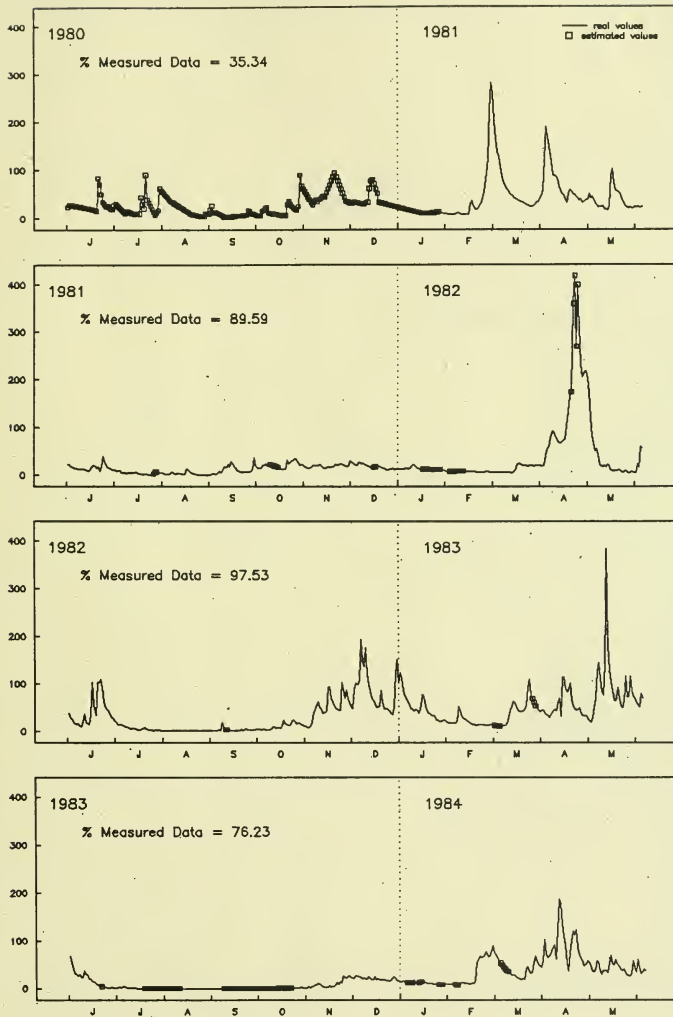 1980
1981
real values
estimated values
% Measured Data = 35.34
400
300
200
100
0
J J A S O N D J F M A M
1981
1982
% Measured Data = 89.59
400
300
200
100
0
J J A S O N D J F M A M
1982
1983
% Measured Data = 97.53
400
300
200
100
0
J J A S O N D J F M A M
1983
1984
% Measured Data = 76.23
400
300
200
100
0
J J A S O N D J F M A M